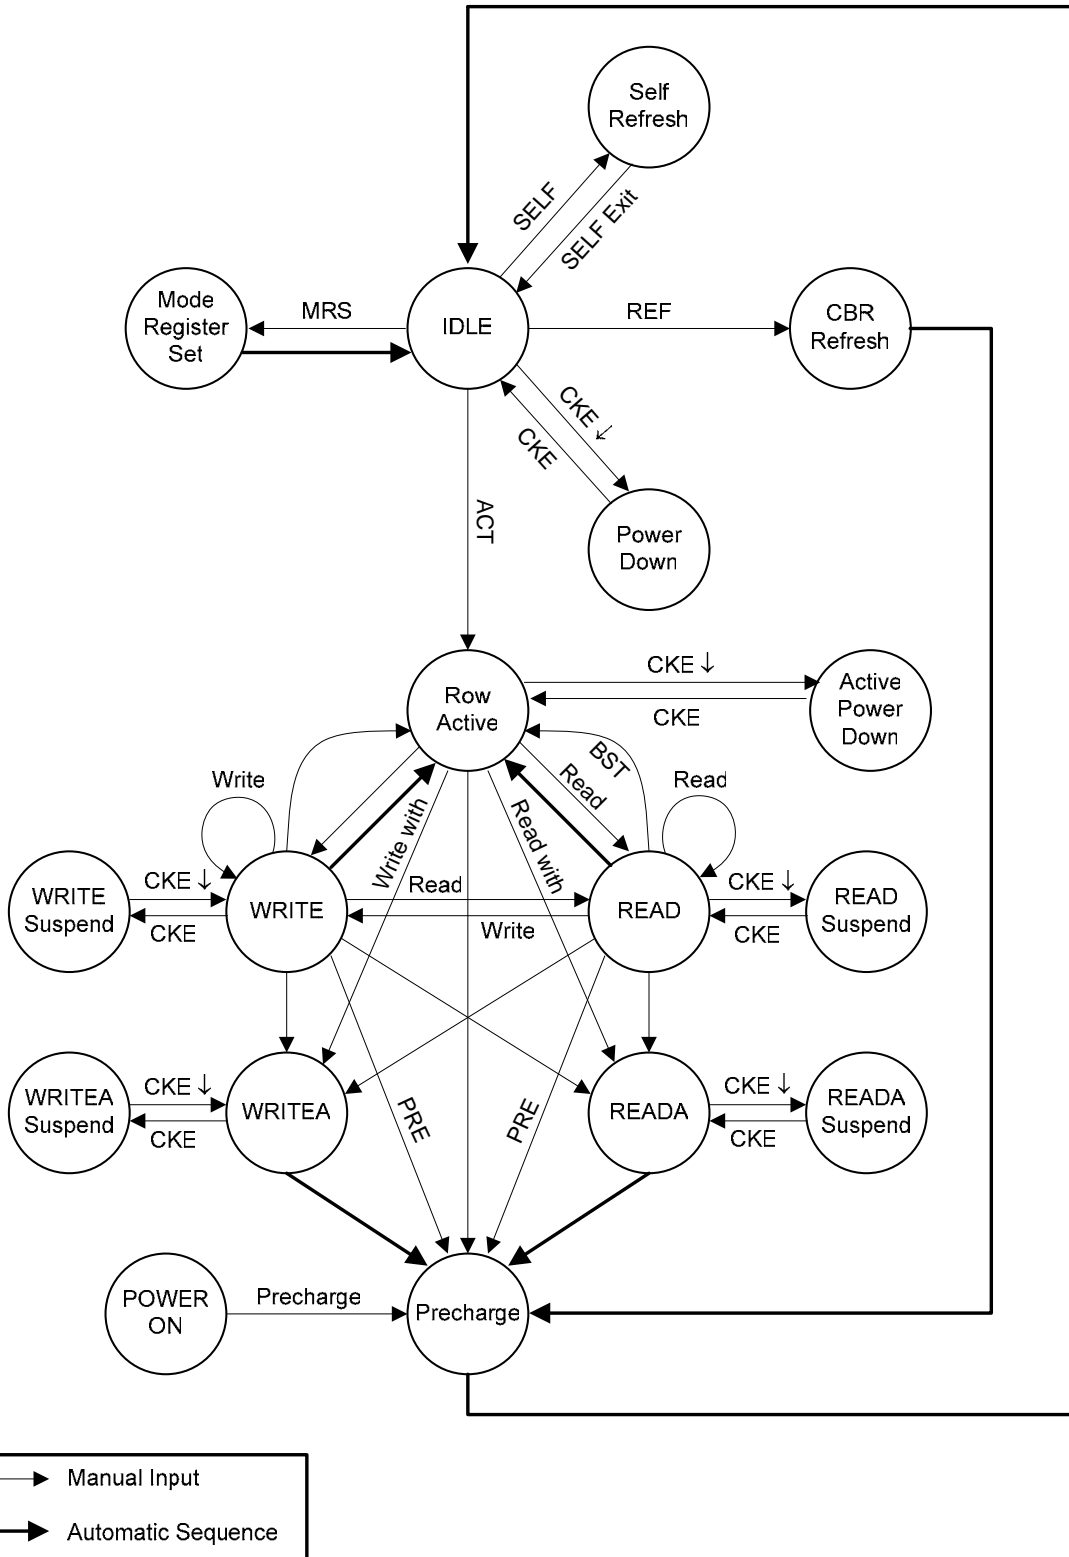 Self
Refresh
SELF
SELF Exit
Mode
Register
Set
MRS
IDLE
REF
CBR
Refresh
CKE ↓
CKE
ACT
Power
Down
Row
Active
CKE ↓
CKE
Active
Power
Down
BST
Write
Read
Read
Write with
Read with
WRITE
Suspend
CKE ↓
CKE
WRITE
Read
Write
READ
CKE ↓
CKE
READ
Suspend
WRITEA
Suspend
CKE ↓
CKE
WRITEA
PRE
PRE
READA
CKE ↓
CKE
READA
Suspend
POWER
ON
Precharge
Precharge
Manual Input
Automatic Sequence